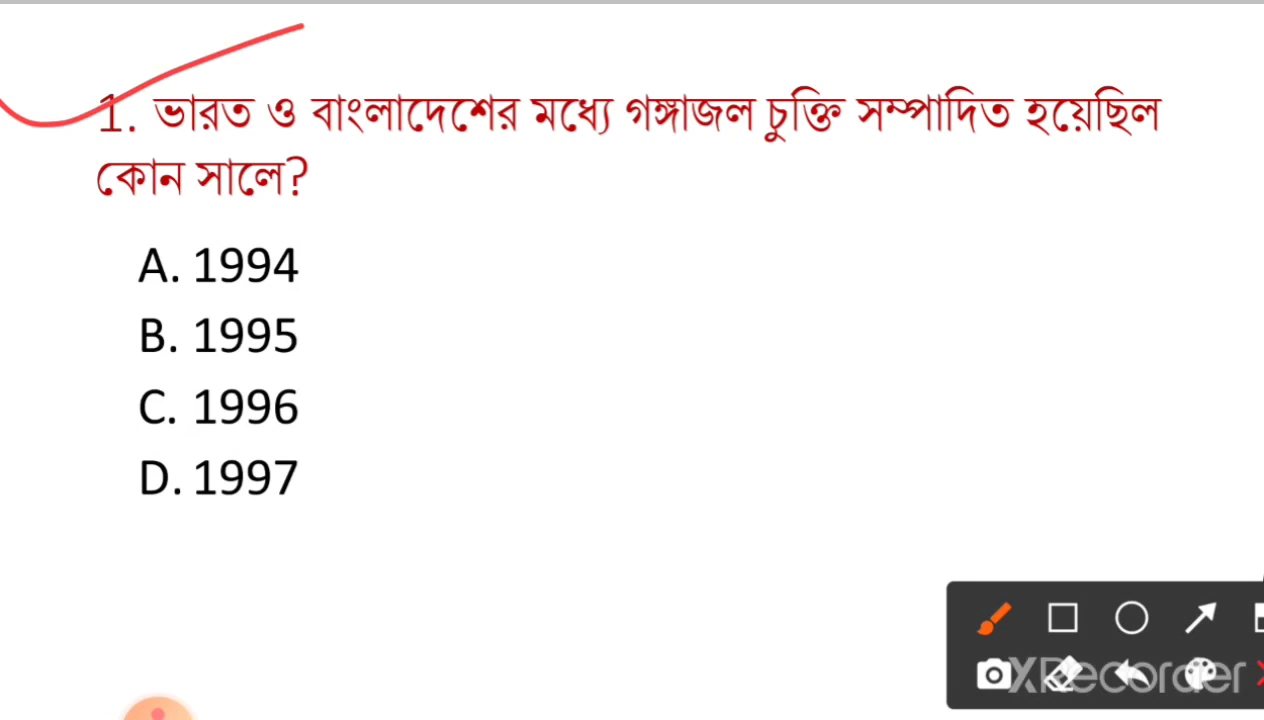 1. ভারত ও বাংলাদেশের মধ্যে গঙ্গাজল চুক্তি সম্পাদিত হয়েছিল
কোন সালে?
A. 1994
B. 1995
C. 1996
D. 1997
XRecorder